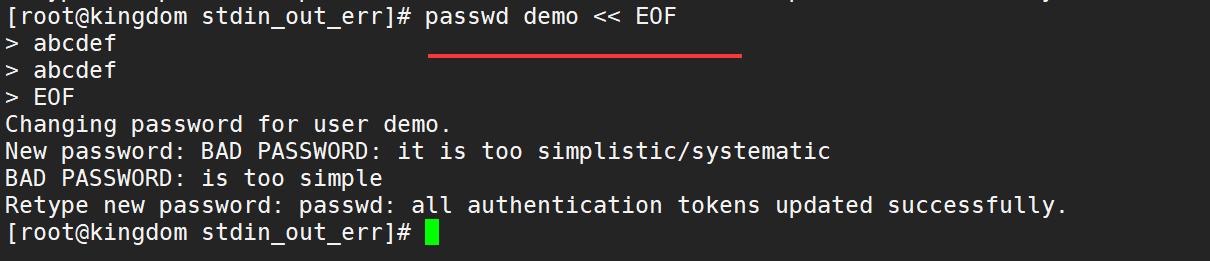 [root@kingdom stdin_out_err]# passwd demo << EOF
> abcdef
> abcdef
> EOF
Changing password for user demo.
New password: BAD PASSWORD: it is too simplistic/systematic
BAD PASSWORD: is too simple
Retype new password: passwd: all authentication tokens updated successfully.
[root@kingdom stdin_out_err]#